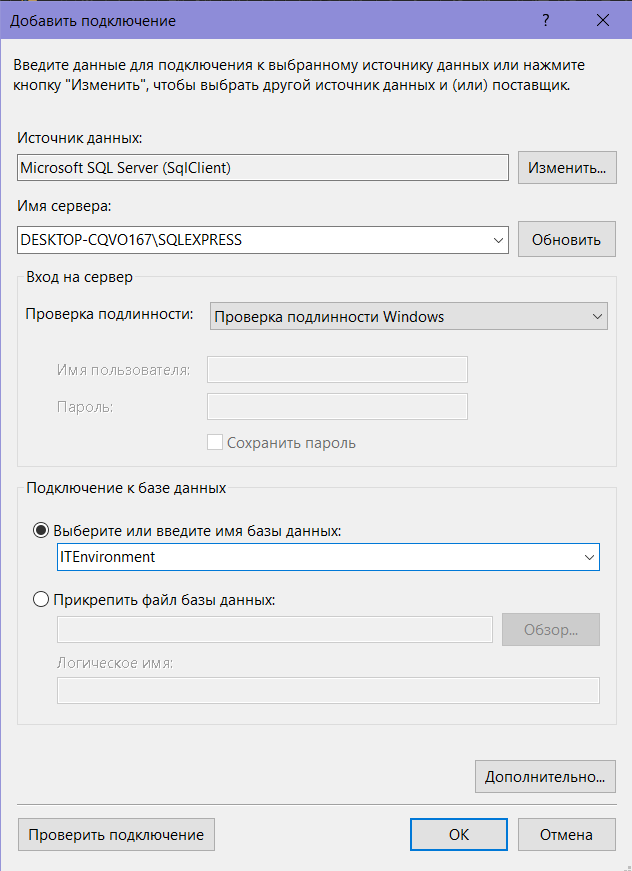 Добавить подключение
?
Введите данные для подключения к выбранному источнику данных или нажмите
кнопку "Изменить", чтобы выбрать другой источник данных и (или) поставщик.
Источник данных:
Microsoft SQL Server (SqlClient)
Изменить...
Имя сервера:
DESKTOP-CQVO167\SQLEXPRESS
Обновить
Вход на сервер
Проверка подлинности:
Проверка подлинности Windows
Имя пользователя:
Пароль:
Сохранить пароль
Подключение к базе данных
Выберите или введите имя базы данных:
ITEnvironment
Прикрепить файл базы данных:
Обзор...
Логическое имя:
Дополнительно...
Проверить подключение
ОК
Отмена